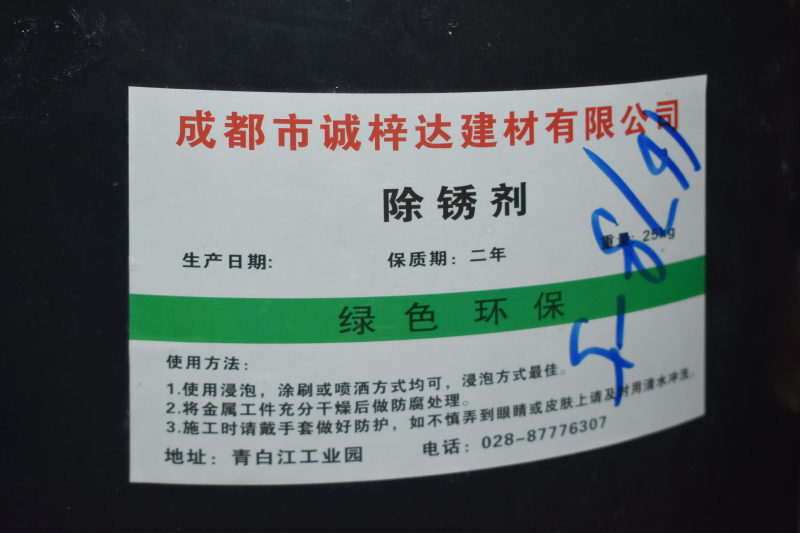 成都市诚梓达建材有限公司
除锈剂
重量: 25kg
生产日期: 保质期: 二年
绿色环保
使用方法:
1.使用浸泡，涂刷或喷洒方式均可，浸泡方式最佳。
2.将金属工件充分干燥后做防腐处理。
3.施工时请戴手套做好防护，如不慎弄到眼睛或皮肤上请及时用清水冲洗。
地址: 青白江工业园 电话: 028-87776307